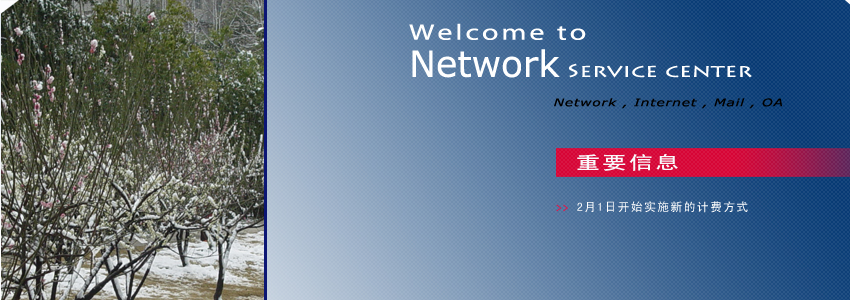 Welcome to
Network SERVICE CENTER
Network , Internet , Mail , OA
重要信息
>> 2月1日开始实施新的计费方式